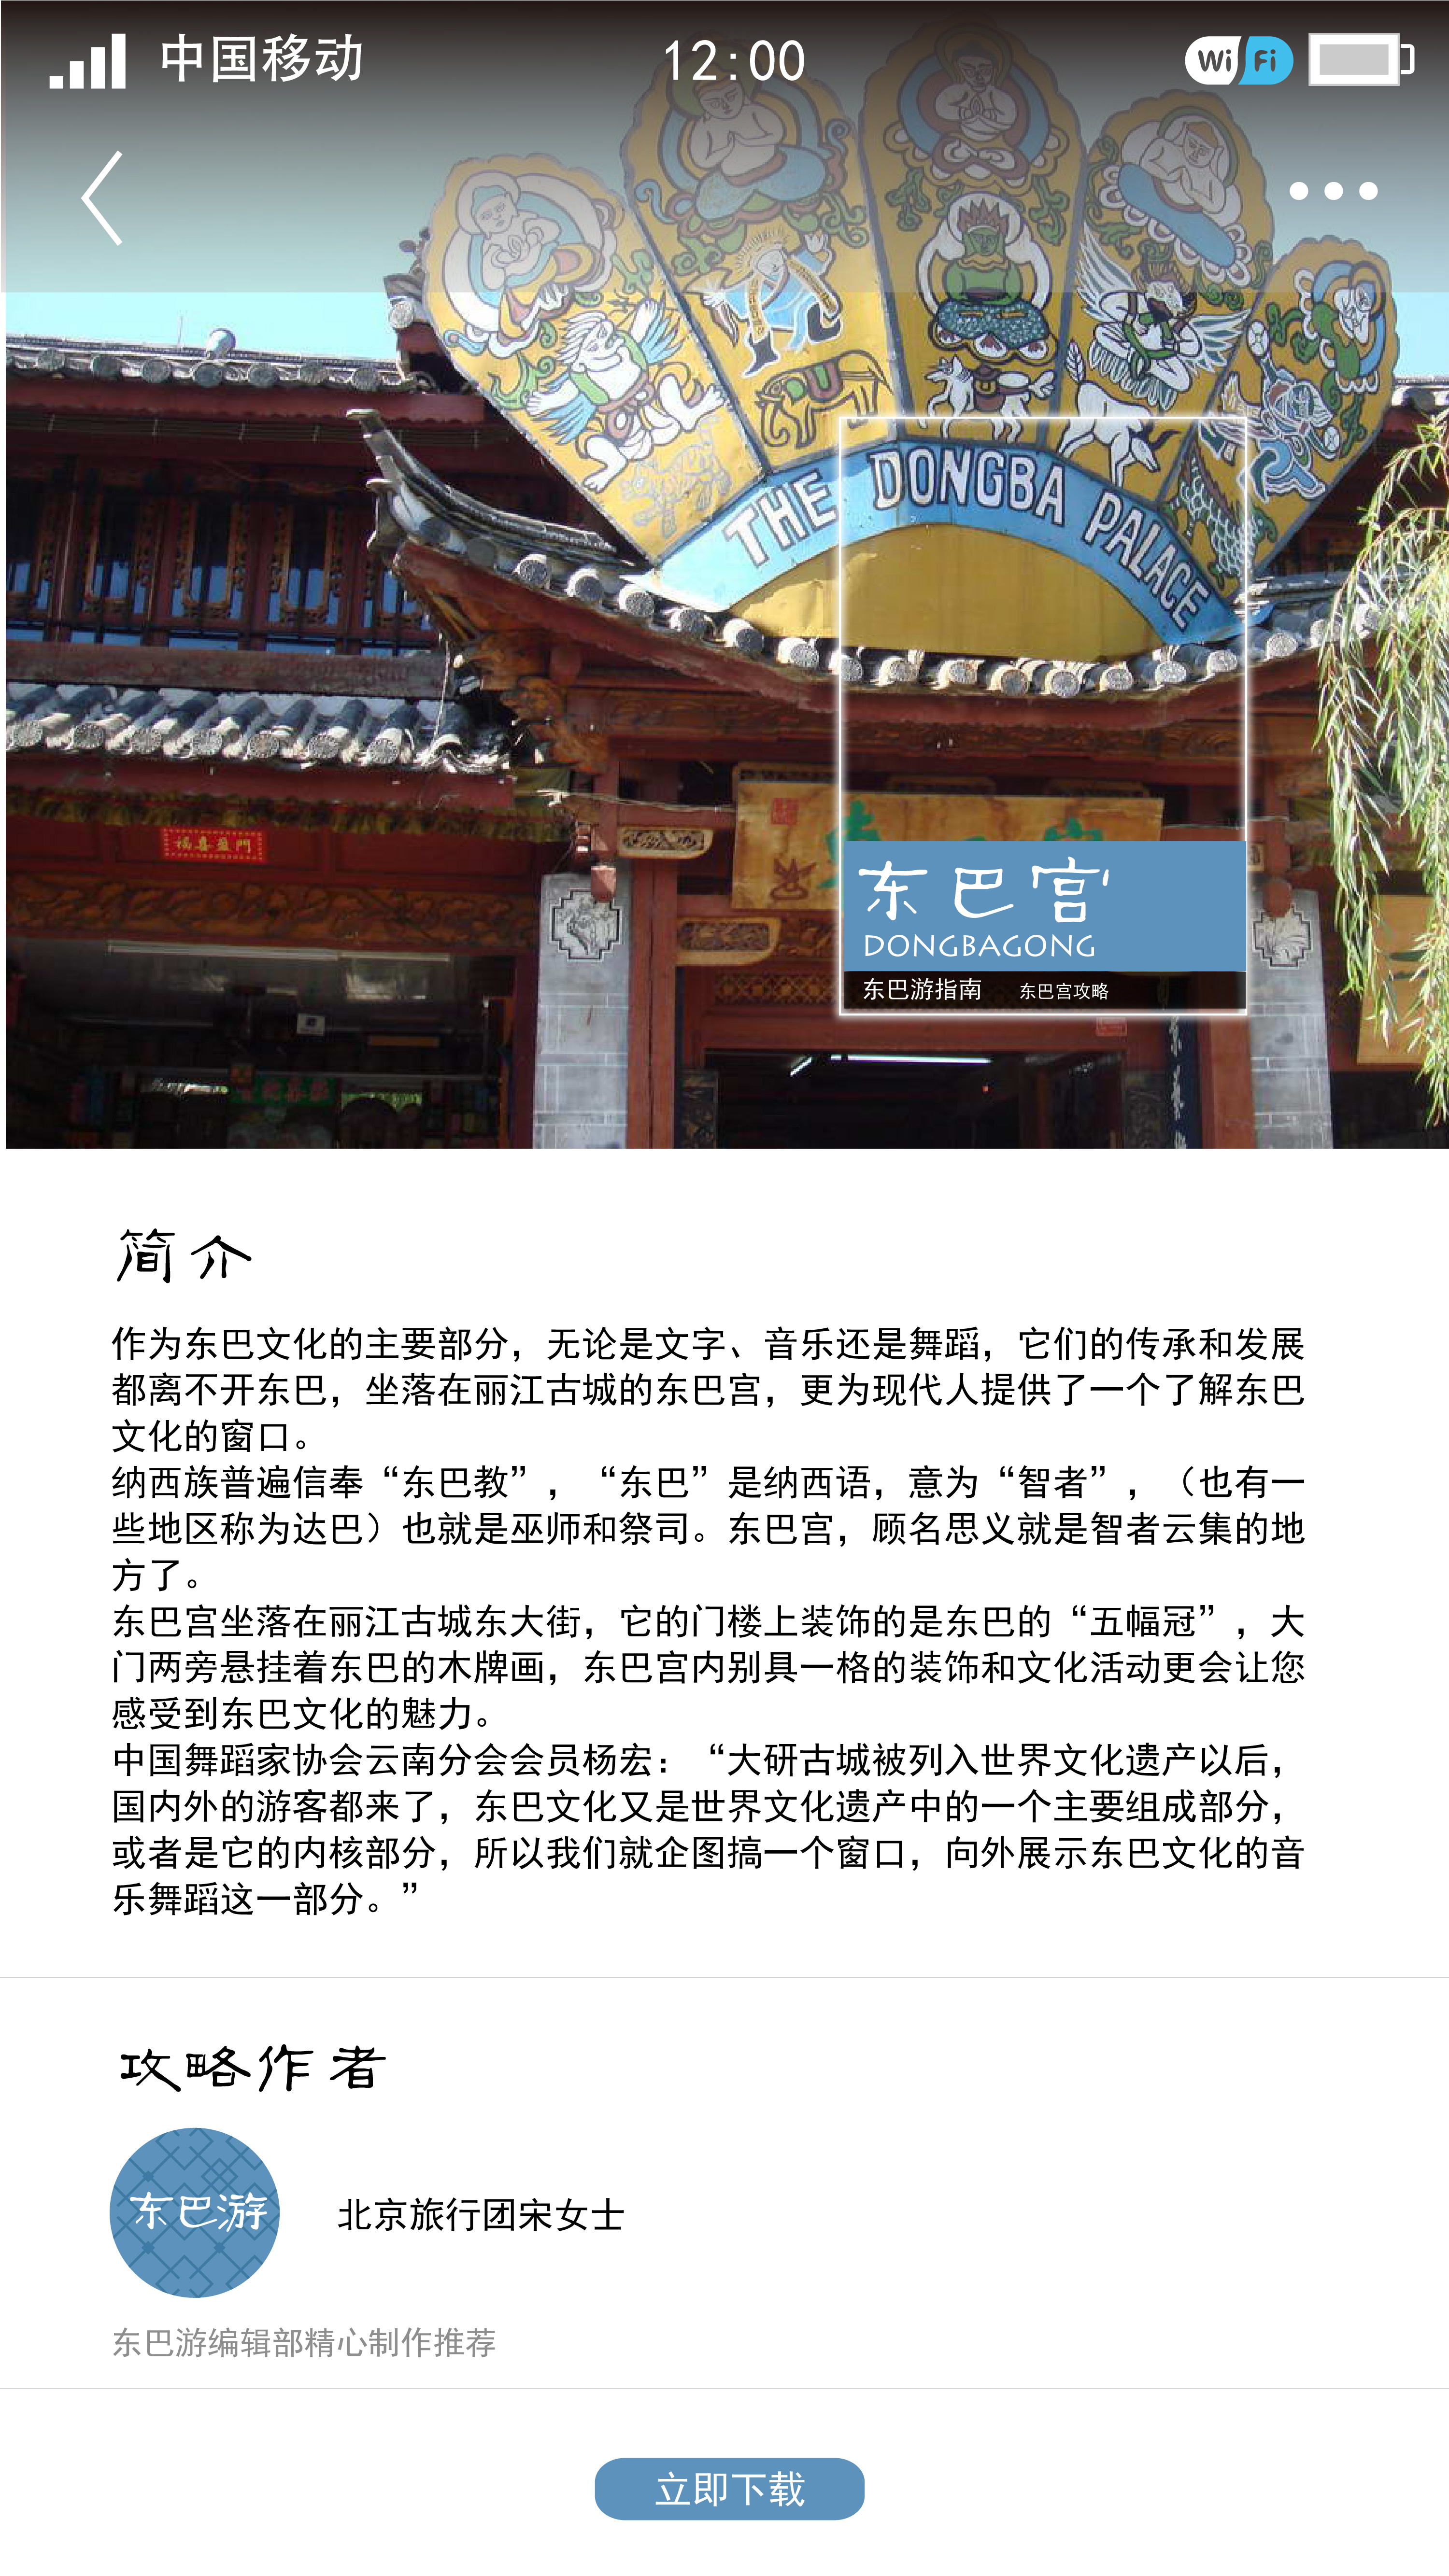 中国移动
12:00
Wi Fi
THE DONGBA PALACE
福喜盈門
东巴宫
DONGBAGONG
东巴游指南 东巴宫攻略
简介
作为东巴文化的主要部分，无论是文字、音乐还是舞蹈，它们的传承和发展
都离不开东巴，坐落在丽江古城的东巴宫，更为现代人提供了一个了解东巴
文化的窗口。
纳西族普遍信奉“东巴教”，“东巴”是纳西语，意为“智者”，（也有一
些地区称为达巴）也就是巫师和祭司。东巴宫，顾名思义就是智者云集的地
方了。
东巴宫坐落在丽江古城东大街，它的门楼上装饰的是东巴的“五幅冠”，大
门两旁悬挂着东巴的木牌画，东巴宫内别具一格的装饰和文化活动更会让您
感受到东巴文化的魅力。
中国舞蹈家协会云南分会会员杨宏：“大研古城被列入世界文化遗产以后，
国内外的游客都来了，东巴文化又是世界文化遗产中的一个主要组成部分，
或者是它的内核部分，所以我们就企图搞一个窗口，向外展示东巴文化的音
乐舞蹈这一部分。”
攻略作者
东巴游
北京旅行团宋女士
东巴游编辑部精心制作推荐
立即下载